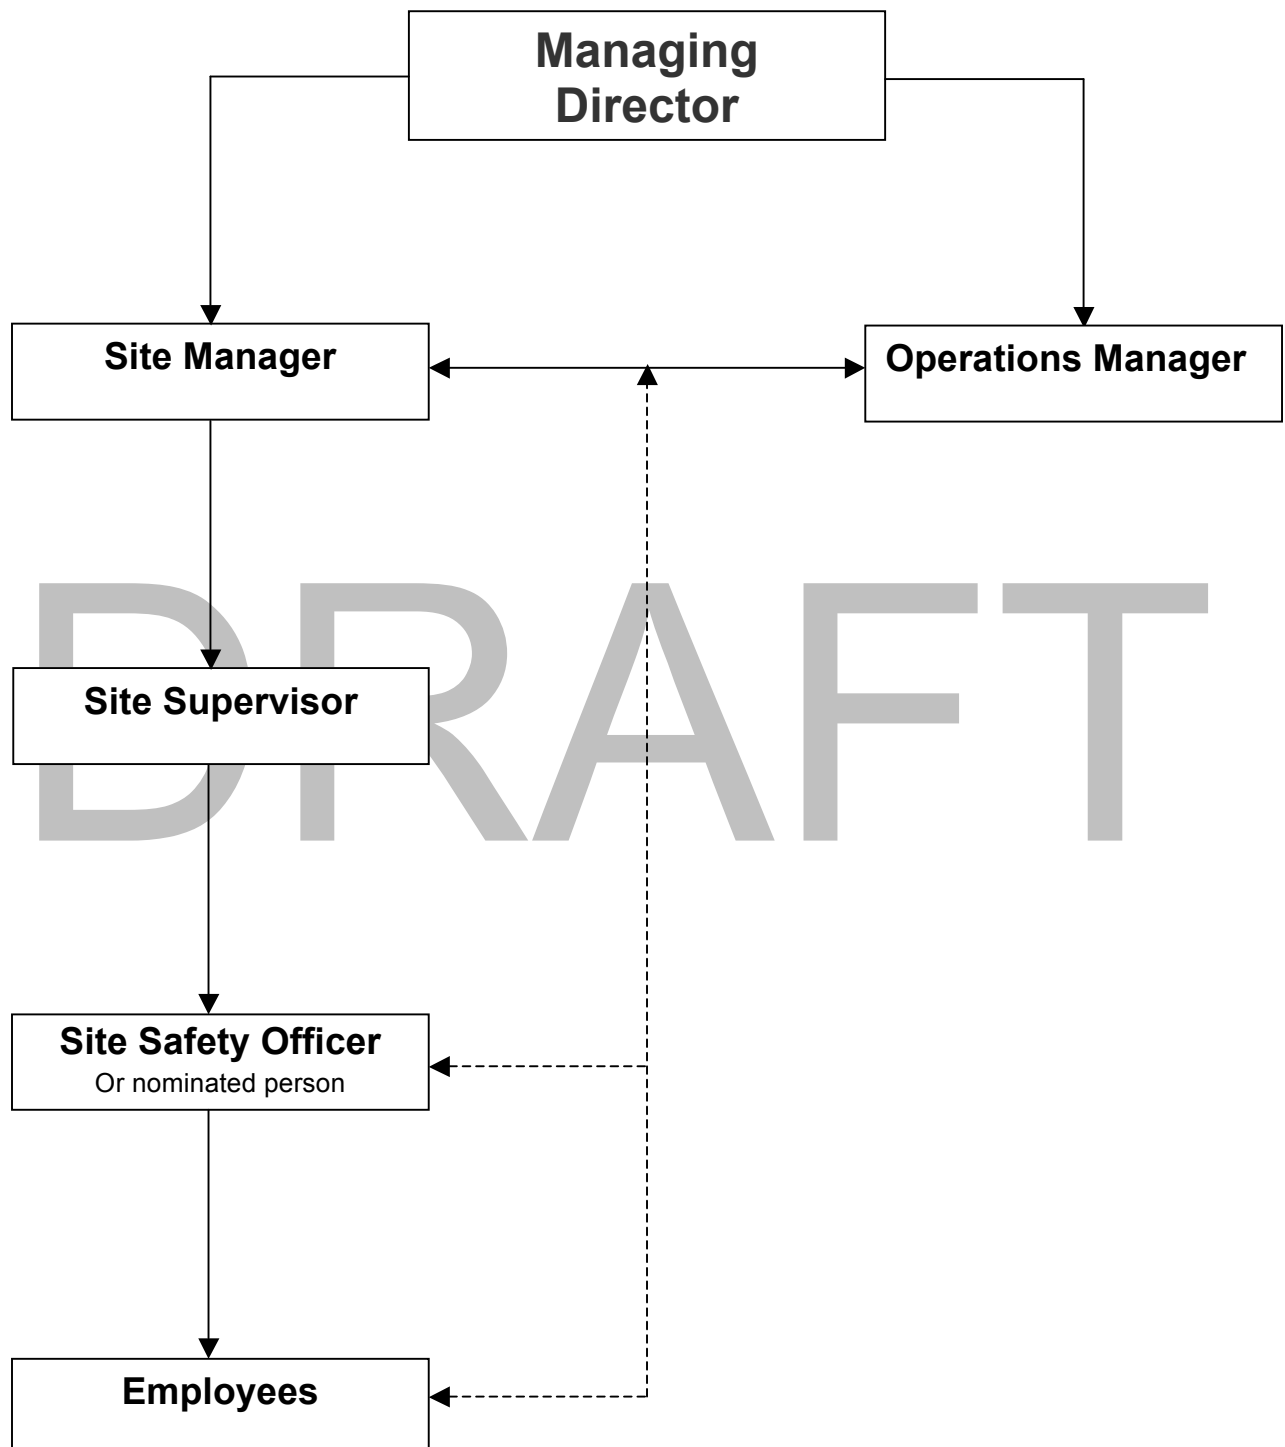 Managing
Director
Site Manager
Operations Manager
DRAFT
Site Supervisor
Site Safety Officer
Or nominated person
Employees